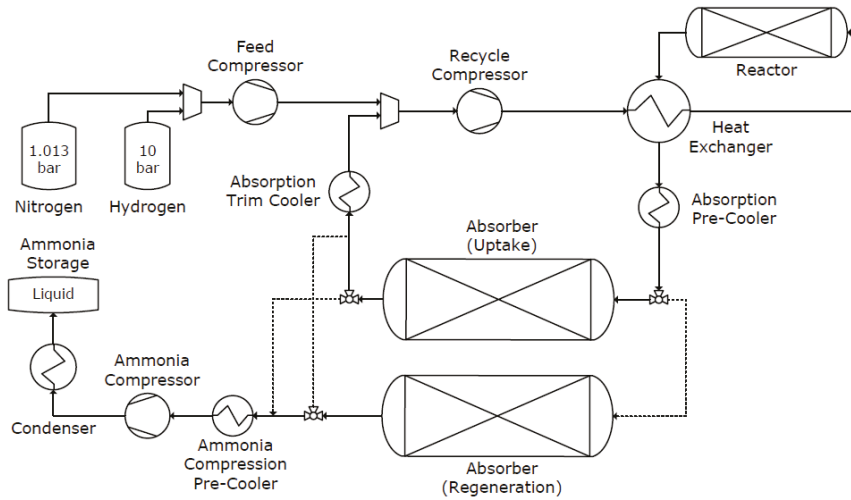 Feed
Compressor
Recycle
Compressor
Reactor
1.013
bar
10
bar
Heat
Exchanger
Nitrogen
Hydrogen
Absorption
Trim Cooler
Absorption
Pre-Cooler
Ammonia
Storage
Liquid
Absorber
(Uptake)
Ammonia
Compressor
Condenser
Ammonia
Compression
Pre-Cooler
Absorber
(Regeneration)